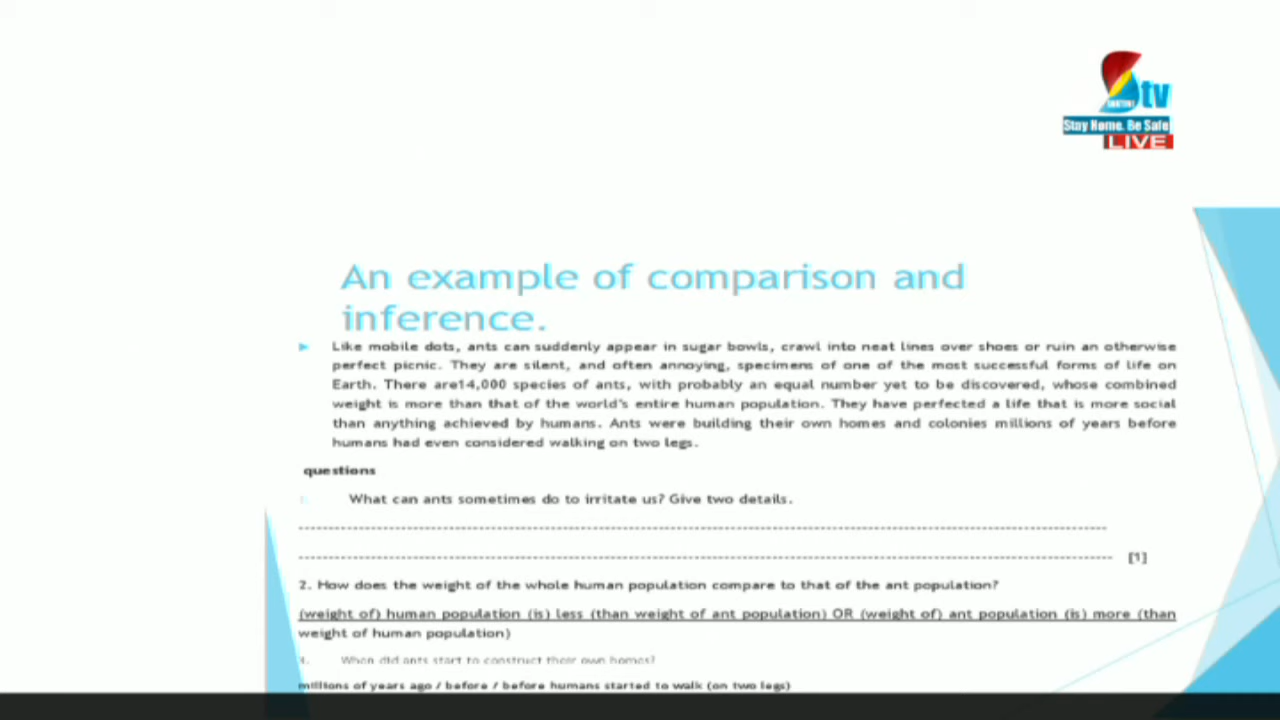 tv
Stay Home. Be Safe
LIVE
An example of comparison and
inference.
Like mobile dots, ants can suddenly appear in sugar bowls, crawl into neat lines over shoes or ruin an otherwise
perfect picnic. They are silent, and often annoying, specimens of one of the most successful forms of life on
Earth. There are14,000 species of ants, with probably an equal number yet to be discovered, whose combined
weight is more than that of the world's entire human population. They have perfected a life that is more social
than anything achieved by humans. Ants were building their own homes and colonies millions of years before
humans had even considered walking on two legs.
questions
What can ants sometimes do to irritate us? Give two details.
[1]
2. How does the weight of the whole human population compare to that of the ant population?
(weight of) human population (is) less (than weight of ant population) OR (weight of) ant population (is) more (than
weight of human population)
When did ants start to construct their own homes?
millions of years ago / before / before humans started to walk (on two legs)